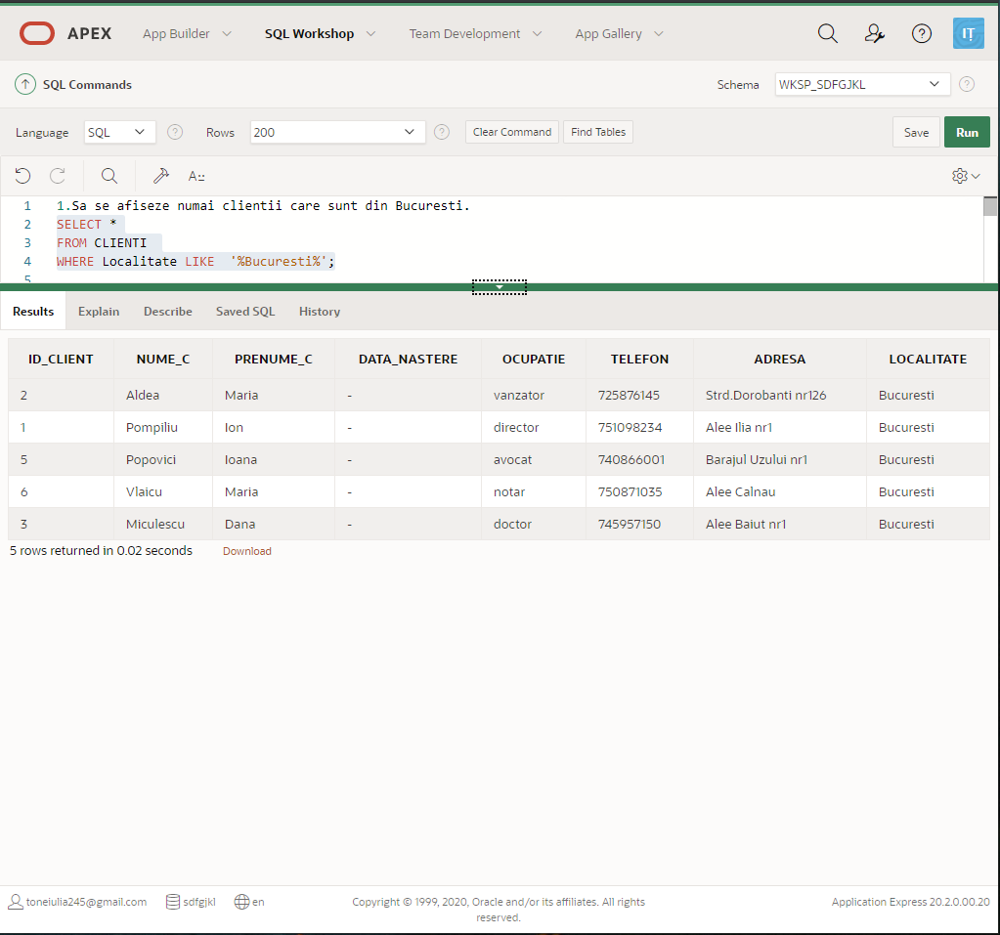 APEX App Builder SQL Workshop Team Development App Gallery ? IT
SQL Commands Schema WKSP_SDFGJKL ?
Language SQL ? Rows 200 ? Clear Command Find Tables Save Run
A::
1 1.Sa se afiseze numai clientii care sunt din Bucuresti.
2 SELECT *
3 FROM CLIENTI
4 WHERE Localitate LIKE '%Bucuresti%';
5
Results Explain Describe Saved SQL History
ID_CLIENT NUME_C PRENUME_C DATA_NASTERE OCUPATIE TELEFON ADRESA LOCALITATE
2 Aldea Maria - vanzator 725876145 Strd.Dorobanti nr126 Bucuresti
1 Pompiliu Ion - director 751098234 Alee Ilia nr1 Bucuresti
5 Popovici Ioana - avocat 740866001 Barajul Uzului nr1 Bucuresti
6 Vlaicu Maria - notar 750871035 Alee Calnau Bucuresti
3 Miculescu Dana - doctor 745957150 Alee Baiut nr1 Bucuresti
5 rows returned in 0.02 seconds Download
toneiulia245@gmail.com sdfgjkl en Copyright © 1999, 2020, Oracle and/or its affiliates. All rights Application Express 20.2.0.00.20
reserved.